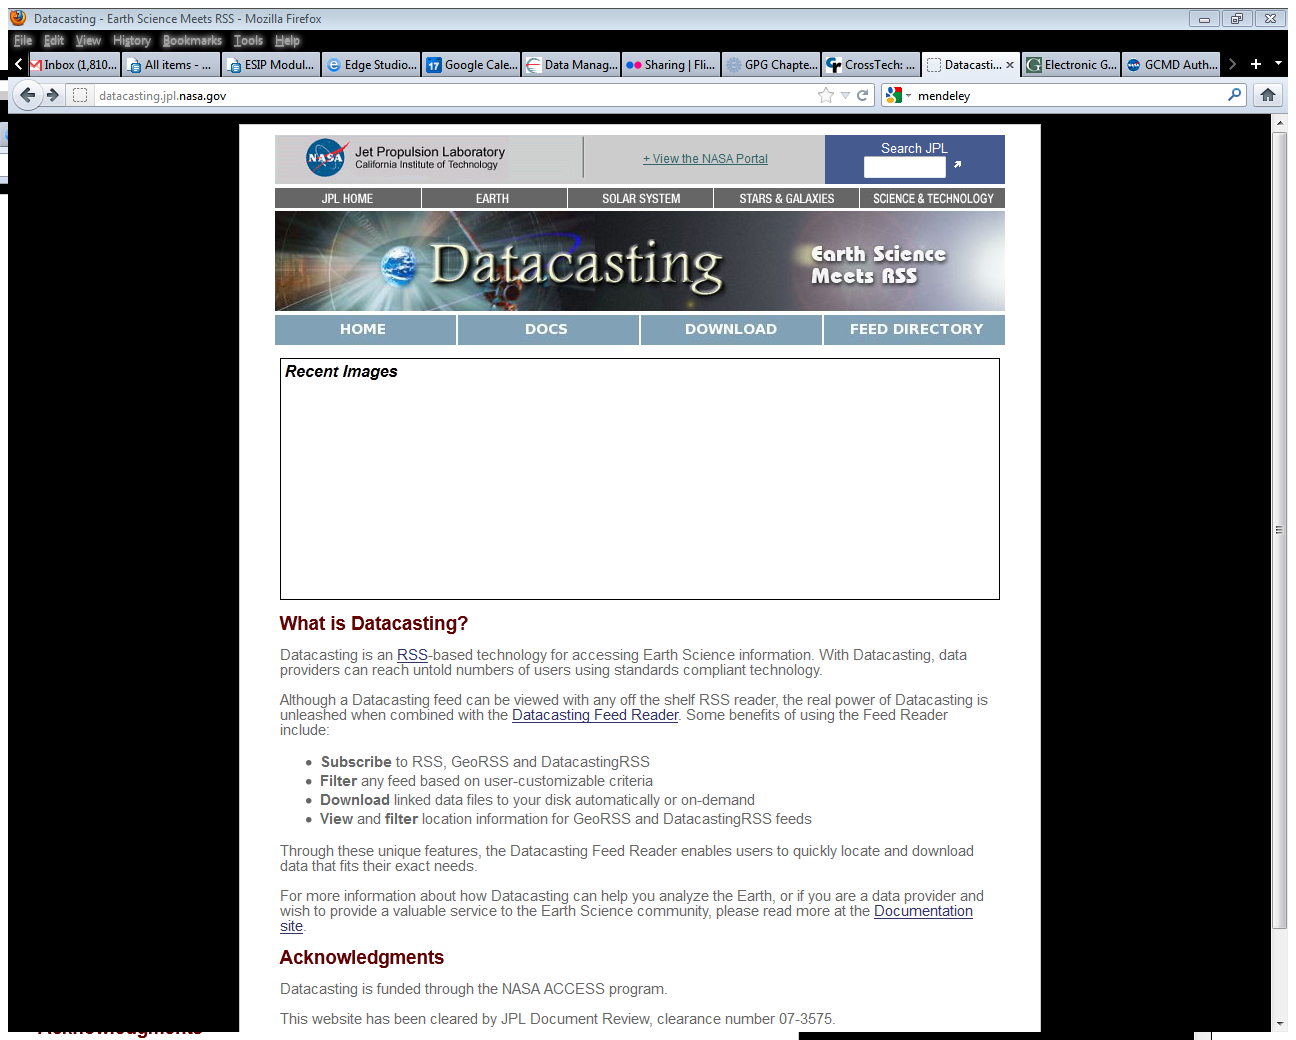 Datacasting - Earth Science Meets RSS - Mozilla Firefox
File Edit View History Bookmarks Tools Help
Inbox (1,810... All items - ... ESIP Modul... Edge Studio... Google Cale... Data Manag... Sharing | Fli... GPG Chapte... CrossTech: ... Datacasti... Electronic G... GCMD Auth...
datacasting.jpl.nasa.gov mendeley
NASA Jet Propulsion Laboratory
California Institute of Technology
+ View the NASA Portal
Search JPL
JPL HOME EARTH SOLAR SYSTEM STARS & GALAXIES SCIENCE & TECHNOLOGY
Datacasting
Earth Science
Meets RSS
HOME DOCS DOWNLOAD FEED DIRECTORY
Recent Images
What is Datacasting?
Datacasting is an RSS-based technology for accessing Earth Science information. With Datacasting, data
providers can reach untold numbers of users using standards compliant technology.
Although a Datacasting feed can be viewed with any off the shelf RSS reader, the real power of Datacasting is
unleashed when combined with the Datacasting Feed Reader. Some benefits of using the Feed Reader
include:
• Subscribe to RSS, GeoRSS and DatacastingRSS
• Filter any feed based on user-customizable criteria
• Download linked data files to your disk automatically or on-demand
• View and filter location information for GeoRSS and DatacastingRSS feeds
Through these unique features, the Datacasting Feed Reader enables users to quickly locate and download
data that fits their exact needs.
For more information about how Datacasting can help you analyze the Earth, or if you are a data provider and
wish to provide a valuable service to the Earth Science community, please read more at the Documentation
site.
Acknowledgments
Datacasting is funded through the NASA ACCESS program.
This website has been cleared by JPL Document Review, clearance number 07-3575.
Acknowledgments